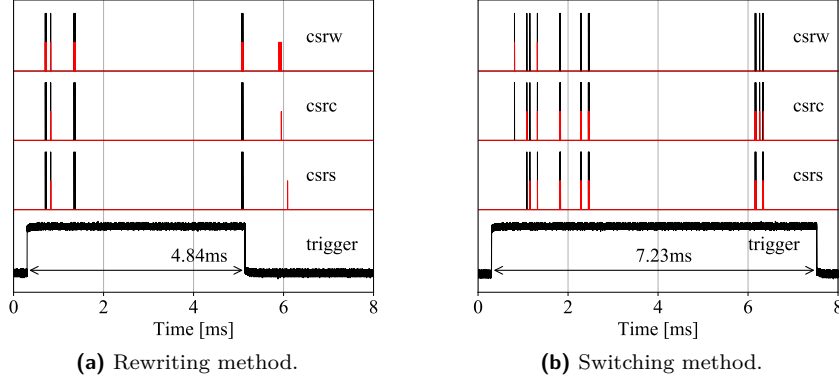 csrw
csrc
csrs
trigger
4.84ms
0 2 4 6 8
Time [ms]
(a) Rewriting method.
csrw
csrc
csrs
trigger
7.23ms
0 2 4 6 8
Time [ms]
(b) Switching method.